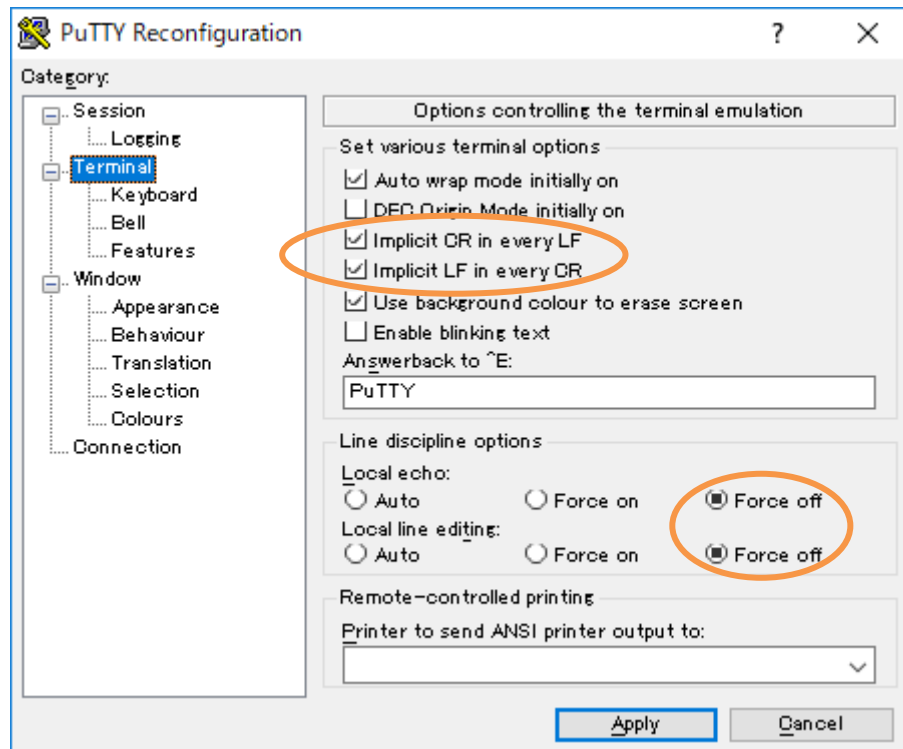 PuTTY Reconfiguration ? ×
Category:
Session
Logging
Terminal
Keyboard
Bell
Features
Window
Appearance
Behaviour
Translation
Selection
Colours
Connection
Options controlling the terminal emulation
Set various terminal options
Auto wrap mode initially on
DEC Origin Mode initially on
Implicit CR in every LF
Implicit LF in every CR
Use background colour to erase screen
Enable blinking text
Answerback to ^E:
PuTTY
Line discipline options
Local echo:
Auto Force on Force off
Local line editing:
Auto Force on Force off
Remote-controlled printing
Printer to send ANSI printer output to:
Apply Cancel